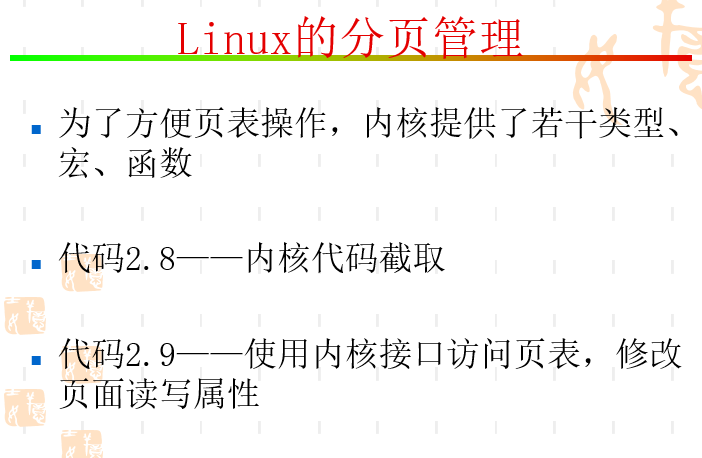 Linux的分页管理
为了方便页表操作，内核提供了若干类型、
宏、函数
代码2.8——内核代码截取
代码2.9——使用内核接口访问页表，修改
页面读写属性